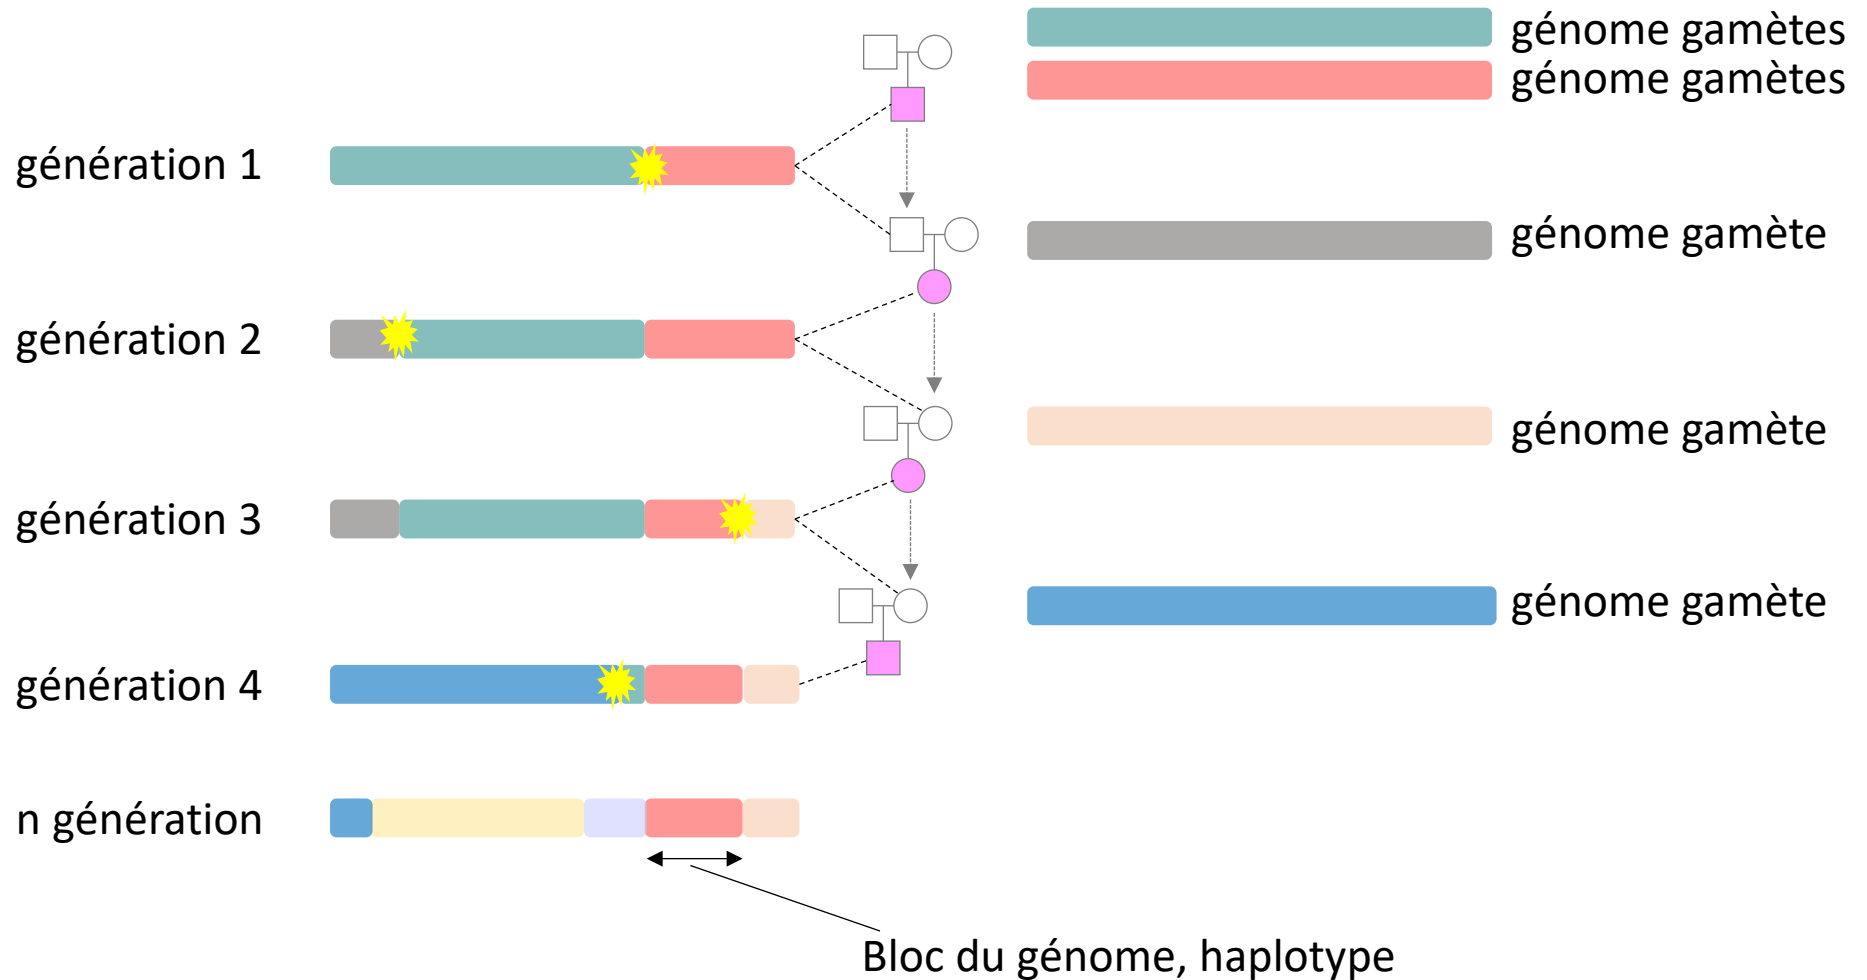 génome gamètes
génome gamètes
génération 1
génome gamète
génération 2
génome gamète
génération 3
génome gamète
génération 4
n génération
Bloc du génome, haplotype